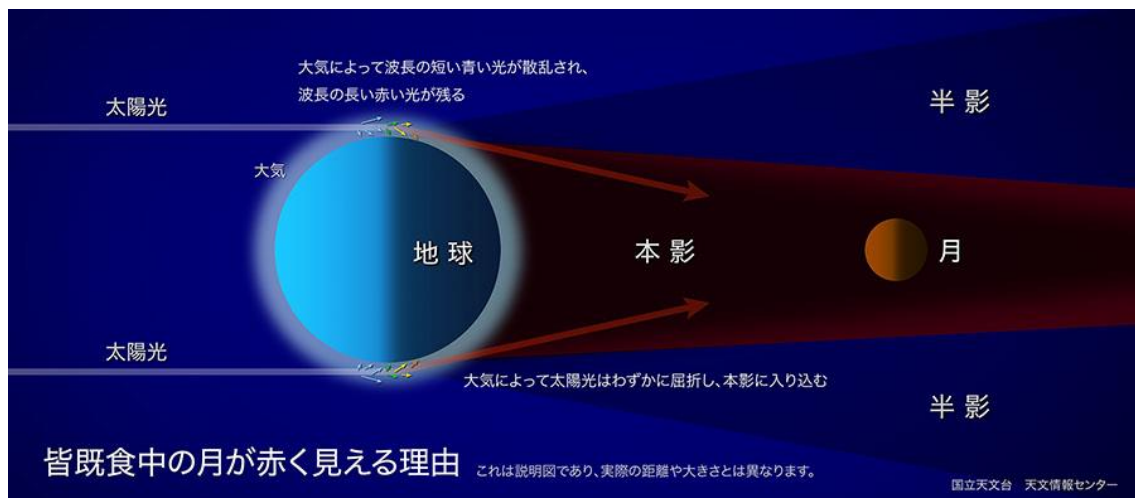 大気によって波長の短い青い光が散乱され、
波長の長い赤い光が残る
太陽光
半影
大気
地球
本影
月
太陽光
大気によって太陽光はわずかに屈折し、本影に入り込む
半影
皆既食中の月が赤く見える理由
これは説明図であり、実際の距離や大きさとは異なります。
国立天文台 天文情報センター